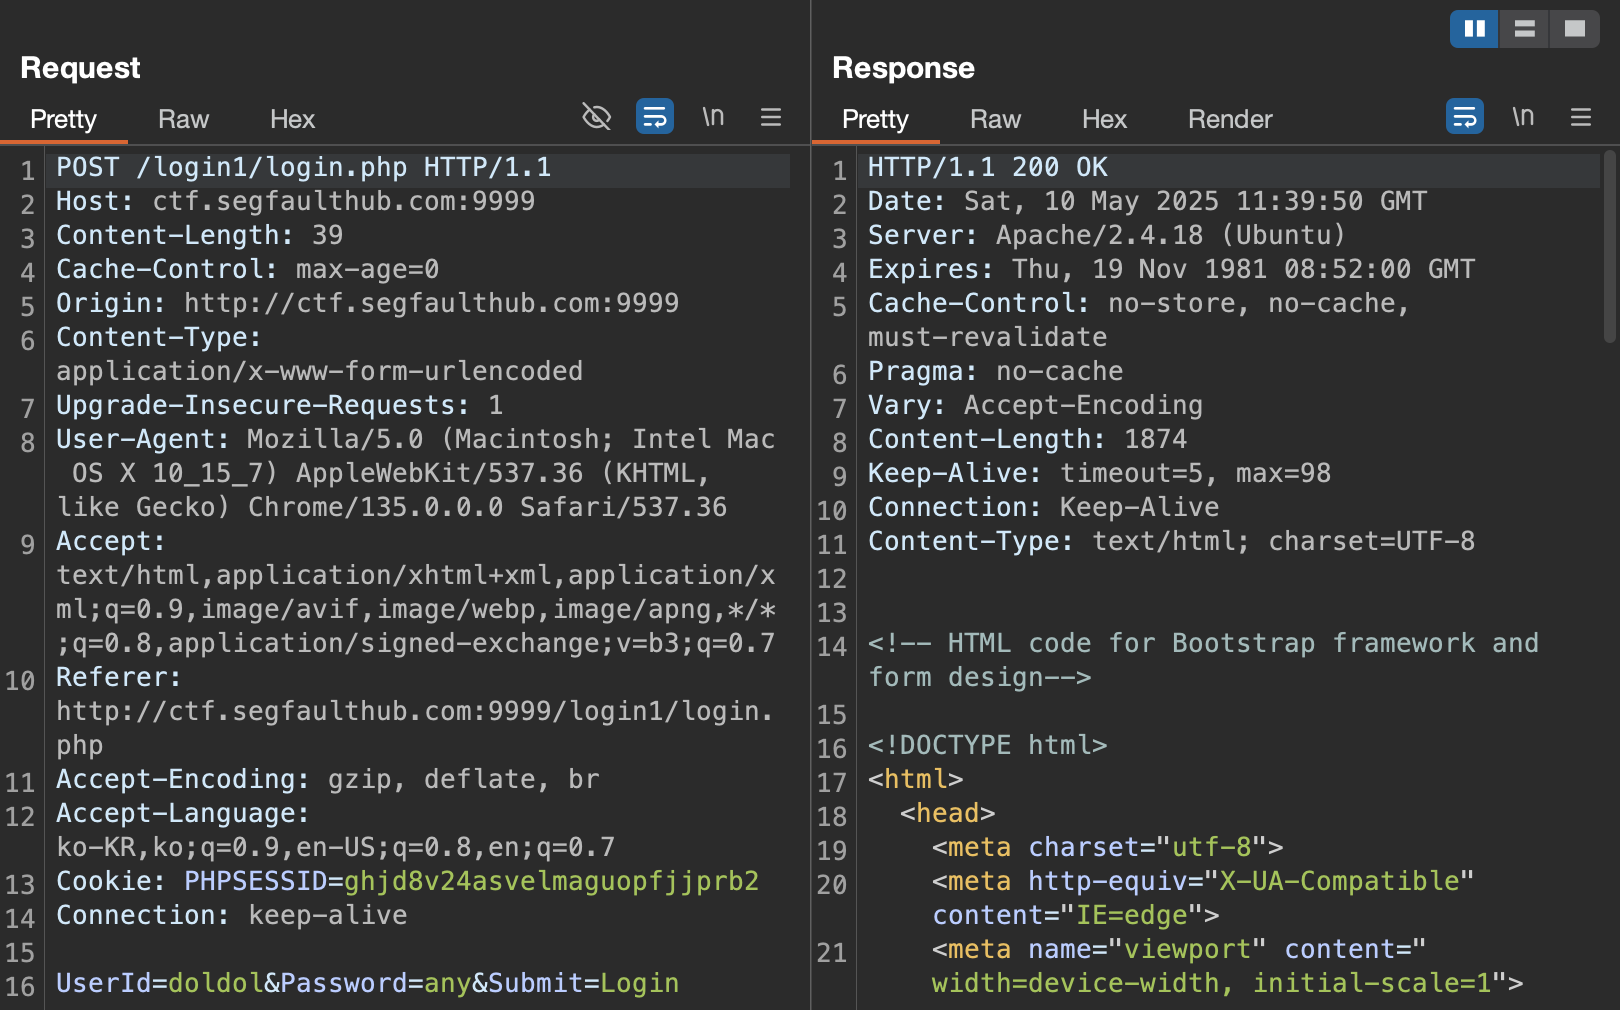 Request
Pretty Raw Hex \n
1 POST /login1/login.php HTTP/1.1
2 Host: ctf.segfaulthub.com:9999
3 Content-Length: 39
4 Cache-Control: max-age=0
5 Origin: http://ctf.segfaulthub.com:9999
6 Content-Type:
application/x-www-form-urlencoded
7 Upgrade-Insecure-Requests: 1
8 User-Agent: Mozilla/5.0 (Macintosh; Intel Mac
OS X 10_15_7) AppleWebKit/537.36 (KHTML,
like Gecko) Chrome/135.0.0.0 Safari/537.36
9 Accept:
text/html,application/xhtml+xml,application/x
ml;q=0.9,image/avif,image/webp,image/apng,*/*
;q=0.8,application/signed-exchange;v=b3;q=0.7
10 Referer:
http://ctf.segfaulthub.com:9999/login1/login.
php
11 Accept-Encoding: gzip, deflate, br
12 Accept-Language:
ko-KR,ko;q=0.9,en-US;q=0.8,en;q=0.7
13 Cookie: PHPSESSID=ghjd8v24asvelmaguopfjjprb2
14 Connection: keep-alive
15
16 UserId=doldol&Password=any&Submit=Login
Response
Pretty Raw Hex Render \n
1 HTTP/1.1 200 OK
2 Date: Sat, 10 May 2025 11:39:50 GMT
3 Server: Apache/2.4.18 (Ubuntu)
4 Expires: Thu, 19 Nov 1981 08:52:00 GMT
5 Cache-Control: no-store, no-cache,
must-revalidate
6 Pragma: no-cache
7 Vary: Accept-Encoding
8 Content-Length: 1874
9 Keep-Alive: timeout=5, max=98
10 Connection: Keep-Alive
11 Content-Type: text/html; charset=UTF-8
12
13
14 <!-- HTML code for Bootstrap framework and
form design-->
15
16 <!DOCTYPE html>
17 <html>
18 <head>
19 <meta charset="utf-8">
20 <meta http-equiv="X-UA-Compatible"
content="IE=edge">
21 <meta name="viewport" content="
width=device-width, initial-scale=1">